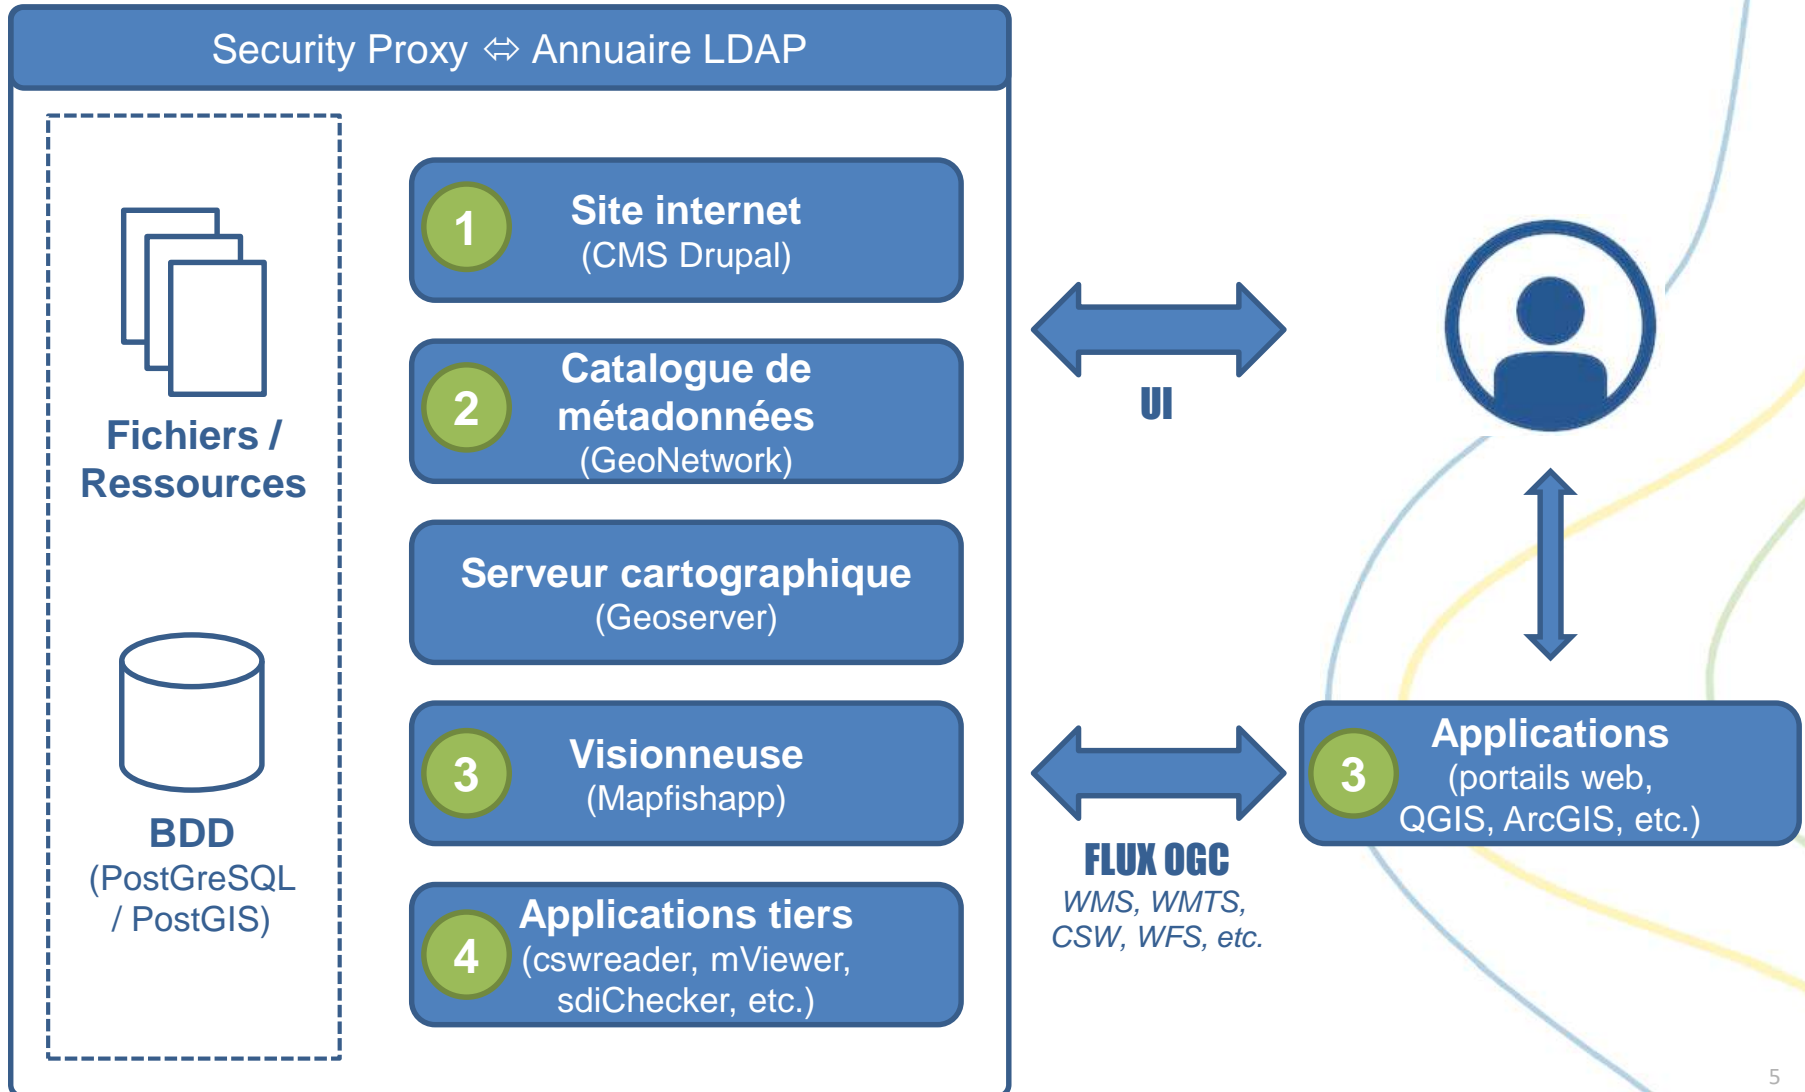 Security Proxy ⇔ Annuaire LDAP
Fichiers /
Ressources
BDD
(PostGreSQL
/ PostGIS)
1
Site internet
(CMS Drupal)
2
Catalogue de
métadonnées
(GeoNetwork)
Serveur cartographique
(Geoserver)
3
Visionneuse
(Mapfishapp)
4
Applications tiers
(cswreader, mViewer,
sdiChecker, etc.)
UI
FLUX OGC
WMS, WMTS,
CSW, WFS, etc.
3
Applications
(portails web,
QGIS, ArcGIS, etc.)
5